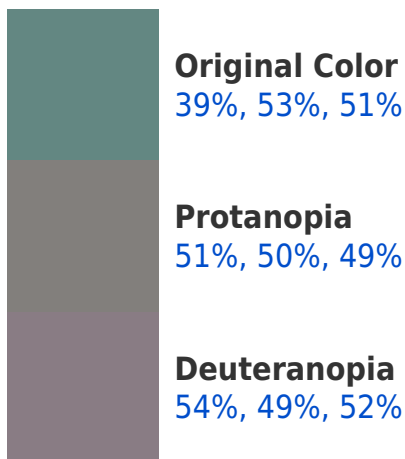 Original Color
39%, 53%, 51%
Protanopia
51%, 50%, 49%
Deuteranopia
54%, 49%, 52%